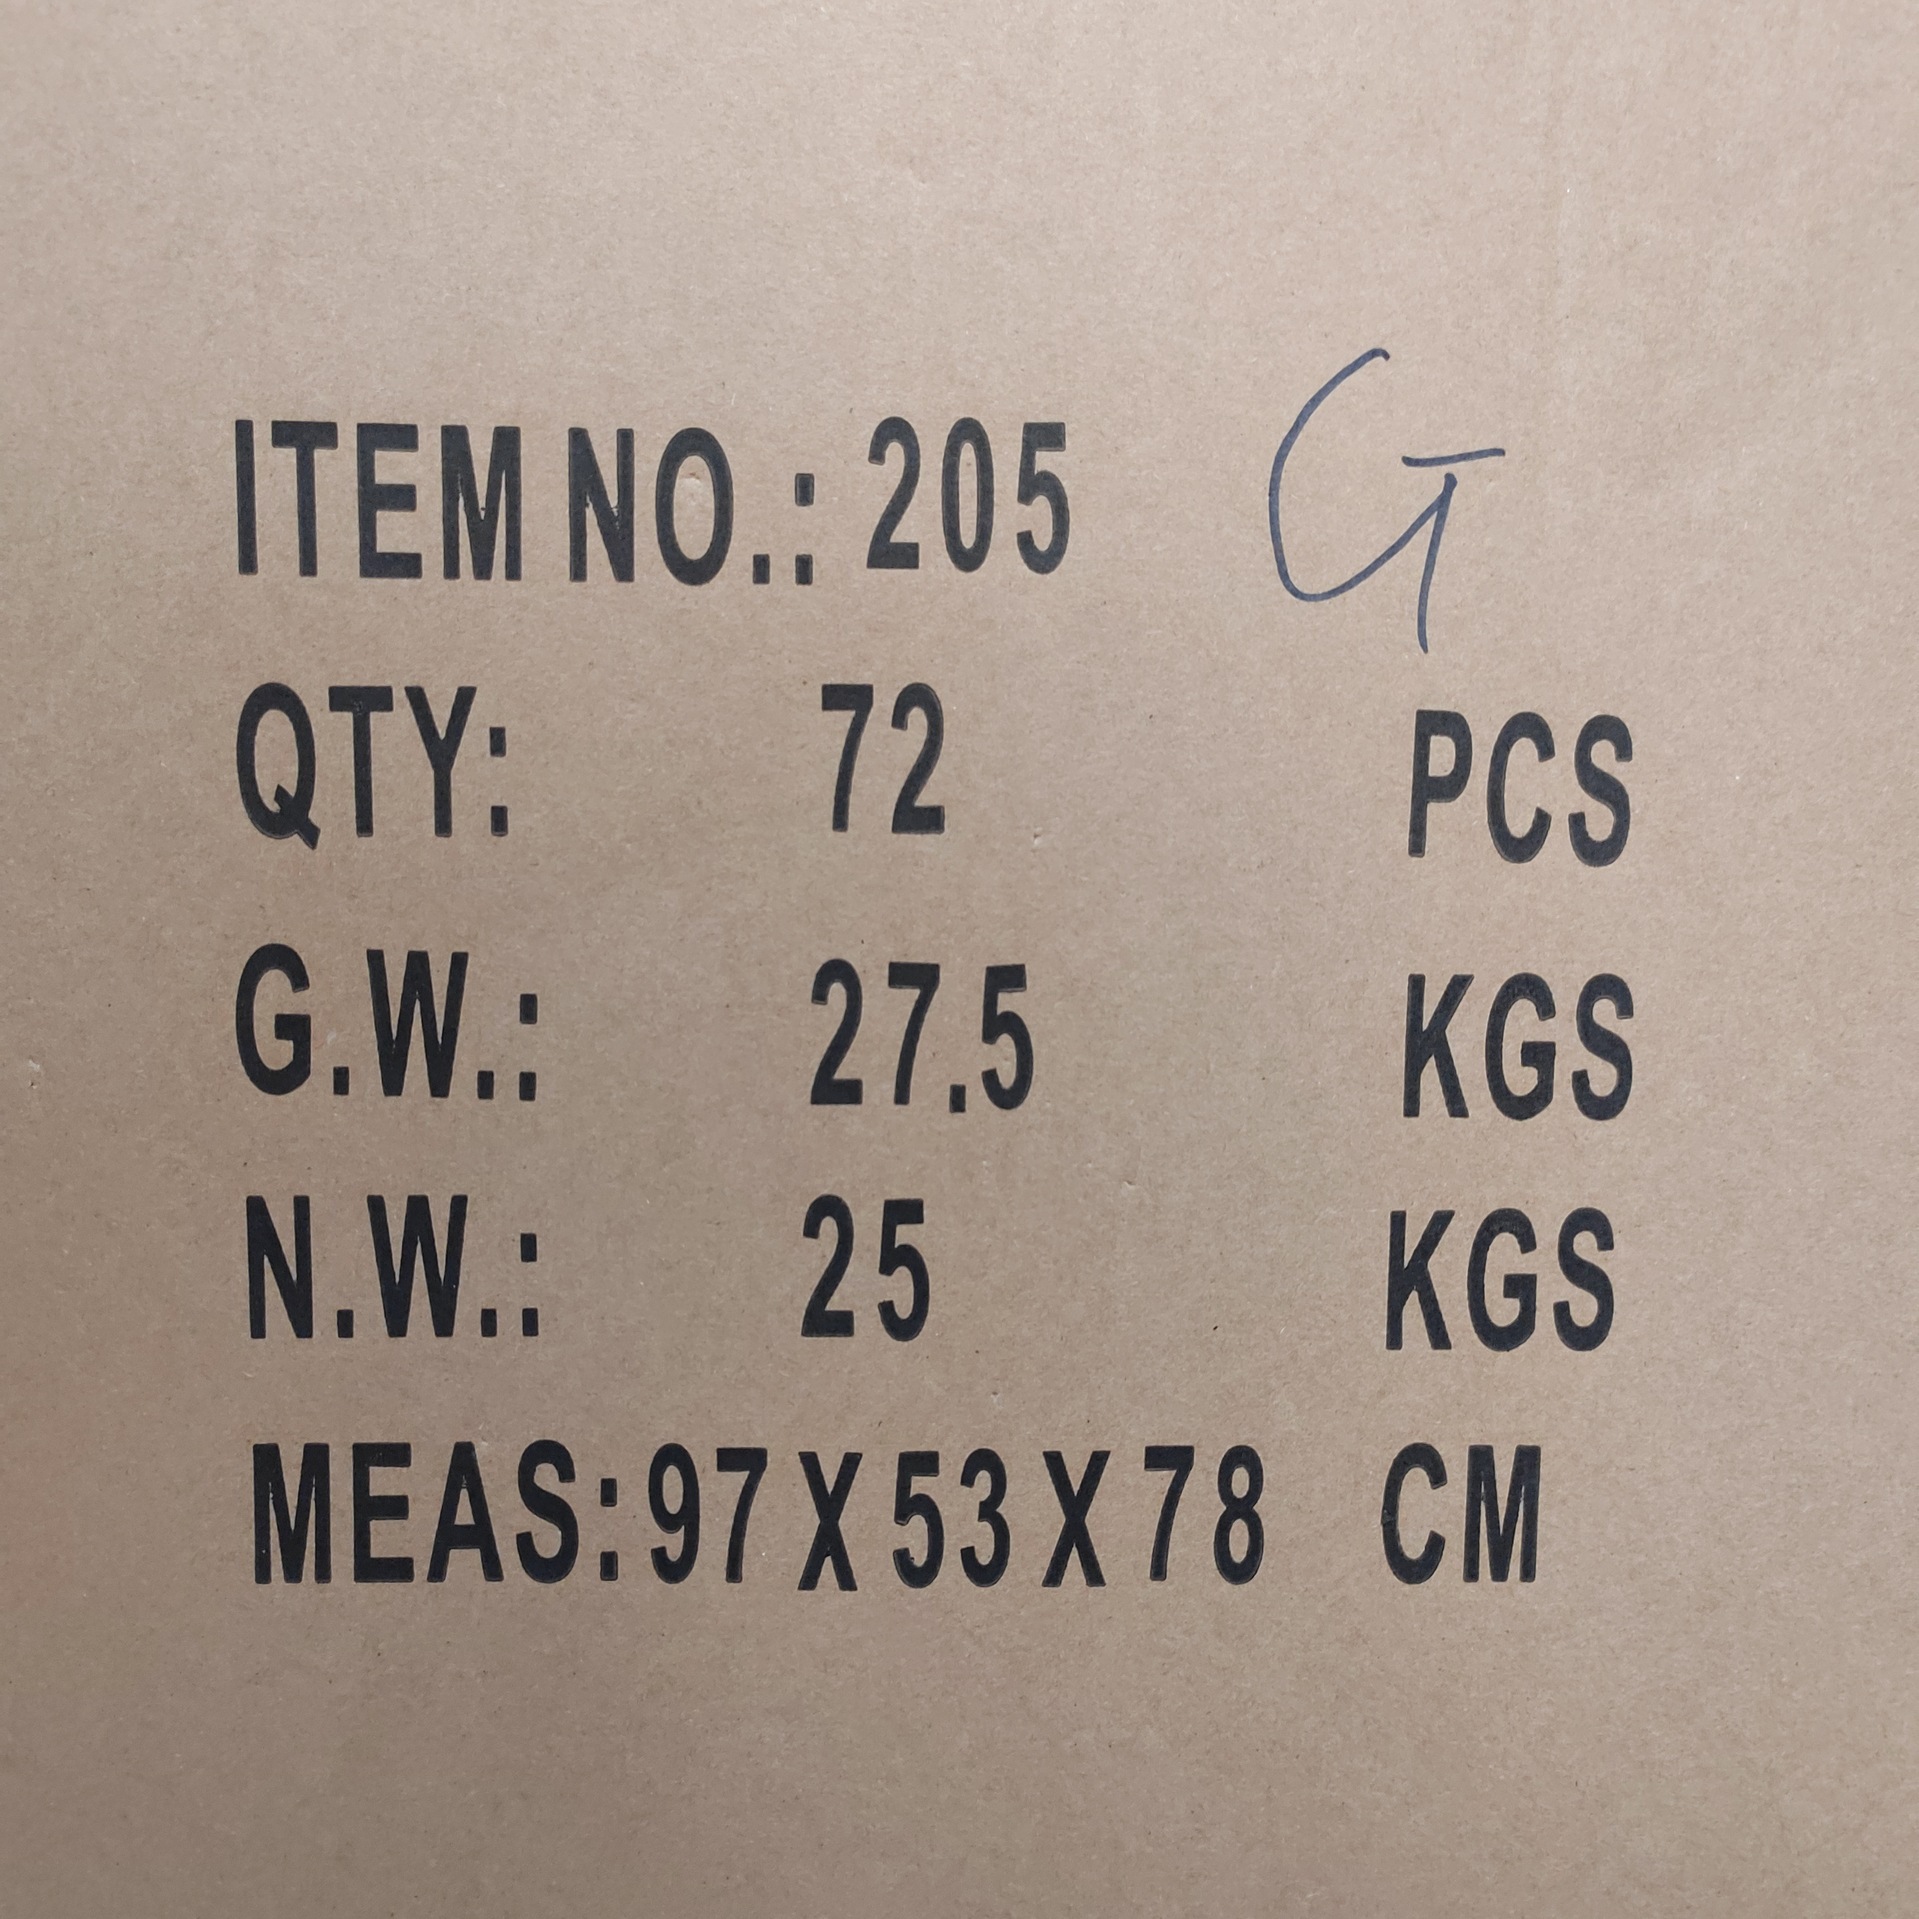 ITEM NO.: 205 G
QTY: 72 PCS
G.W.: 27.5 KGS
N.W.: 25 KGS
MEAS: 97 X 53 X 78 CM